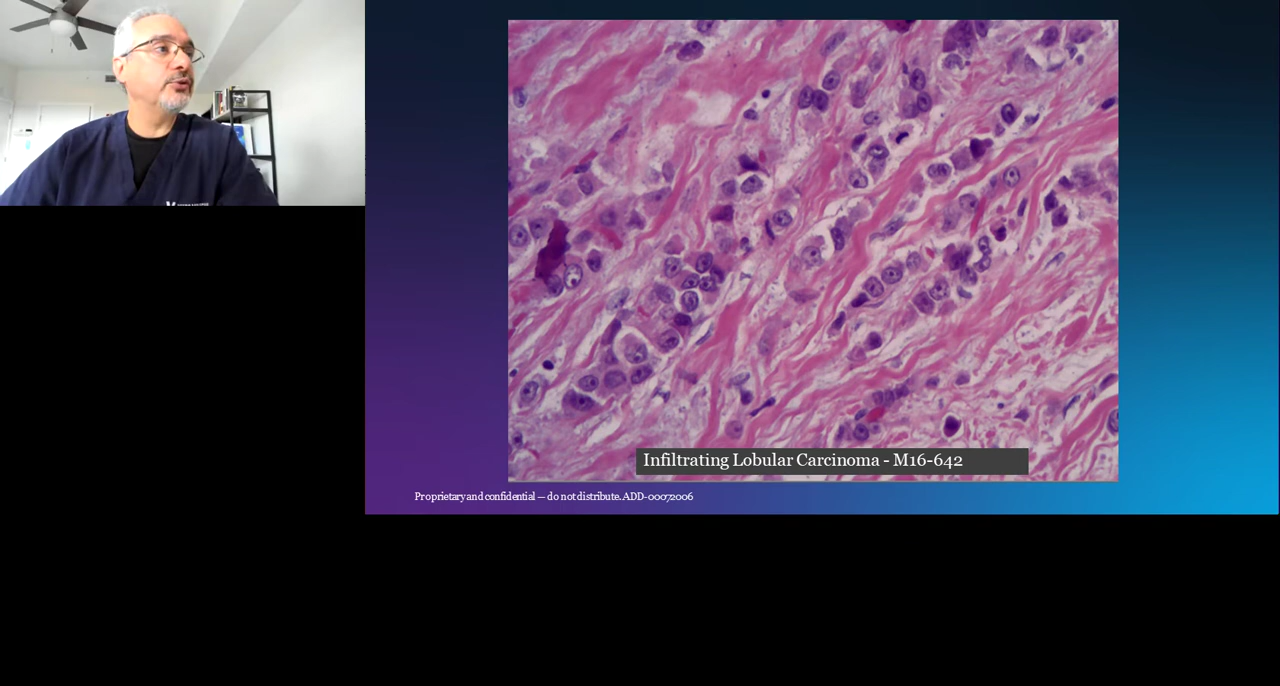 Infiltrating Lobular Carcinoma - M16-642
Proprietary and confidential — do not distribute. ADD-00072006